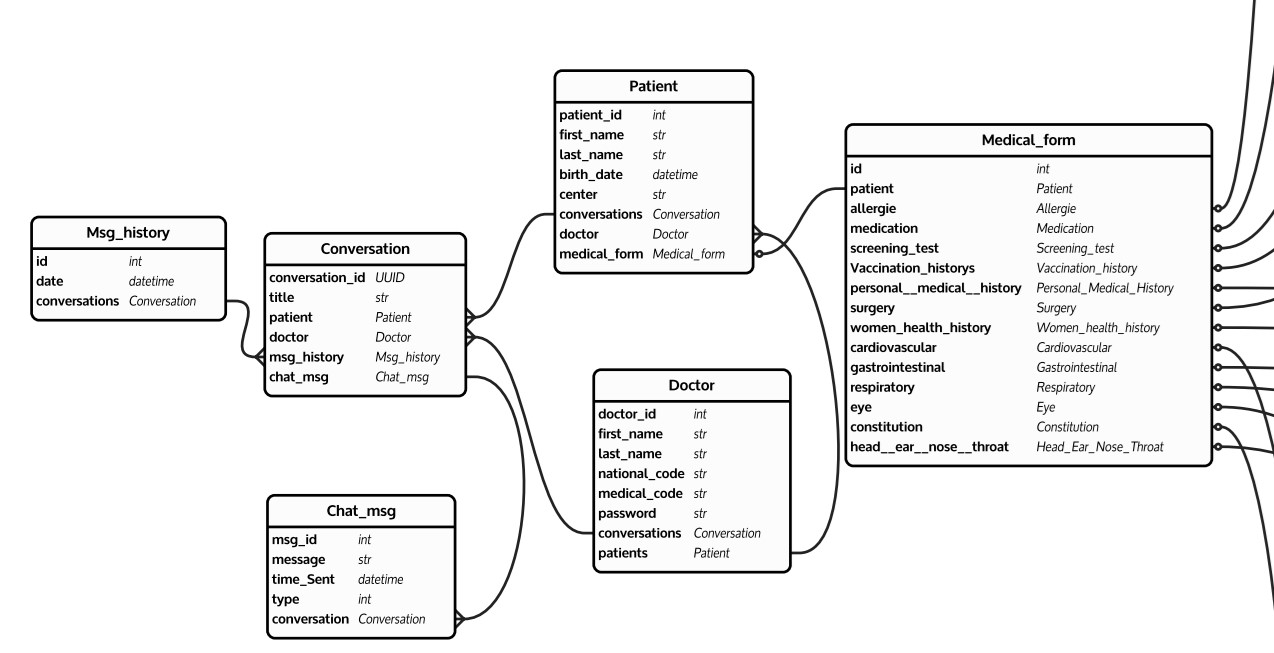 Msg_history
id int
date datetime
conversations Conversation
Conversation
conversation_id UUID
title str
patient Patient
doctor Doctor
msg_history Msg_history
chat_msg Chat_msg
Chat_msg
msg_id int
message str
time_Sent datetime
type int
conversation Conversation
Patient
patient_id int
first_name str
last_name str
birth_date datetime
center str
conversations Conversation
doctor Doctor
medical_form Medical_form
Doctor
doctor_id int
first_name str
last_name str
national_code str
medical_code str
password str
conversations Conversation
patients Patient
Medical_form
id int
patient Patient
allergie Allergie
medication Medication
screening_test Screening_test
Vaccination_historys Vaccination_history
personal__medical__history Personal_Medical_History
surgery Surgery
women_health_history Women_health_history
cardiovascular Cardiovascular
gastrointestinal Gastrointestinal
respiratory Respiratory
eye Eye
constitution Constitution
head__ear__nose__throat Head_Ear_Nose_Throat